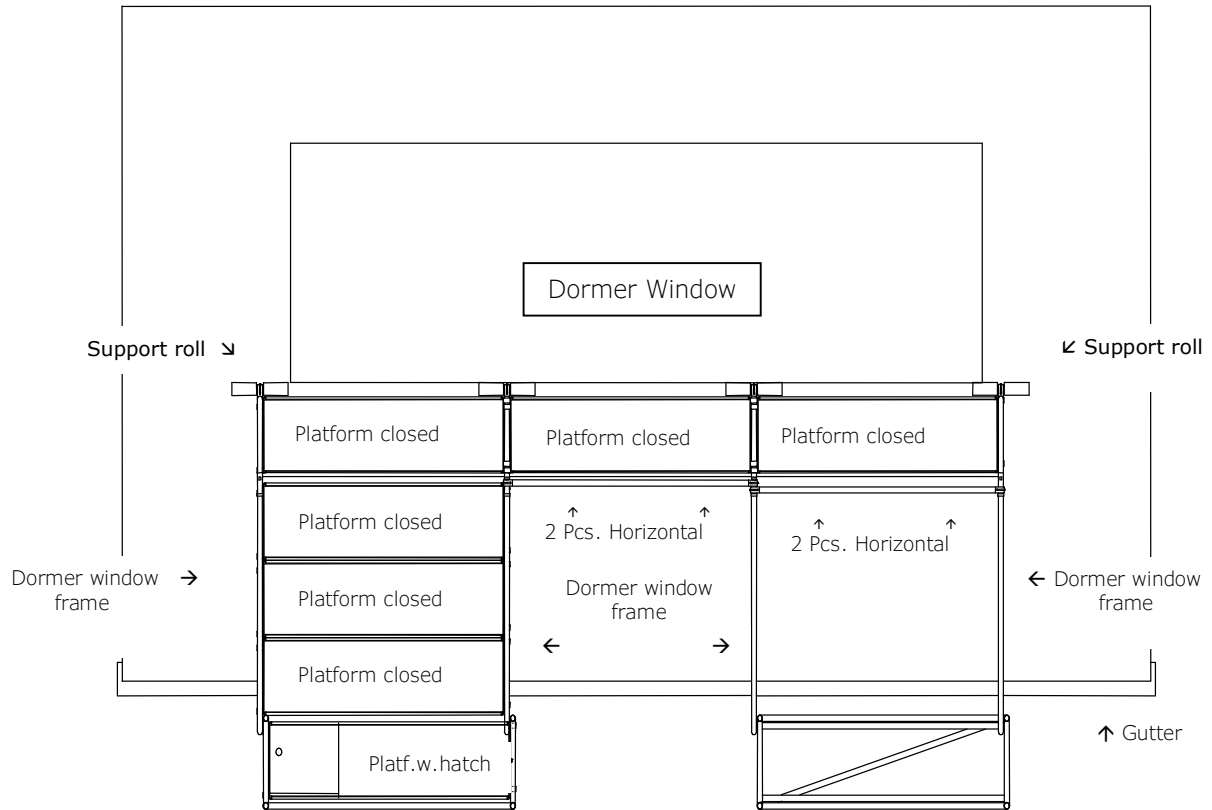 Dormer Window
Support roll ↘
↙ Support roll
Platform closed
Platform closed
Platform closed
Platform closed
↑ ↑
2 Pcs. Horizontal
↑ ↑
2 Pcs. Horizontal
Dormer window →
frame
Platform closed
Dormer window
frame
← →
← Dormer window
frame
Platform closed
↑ Gutter
Platf.w.hatch